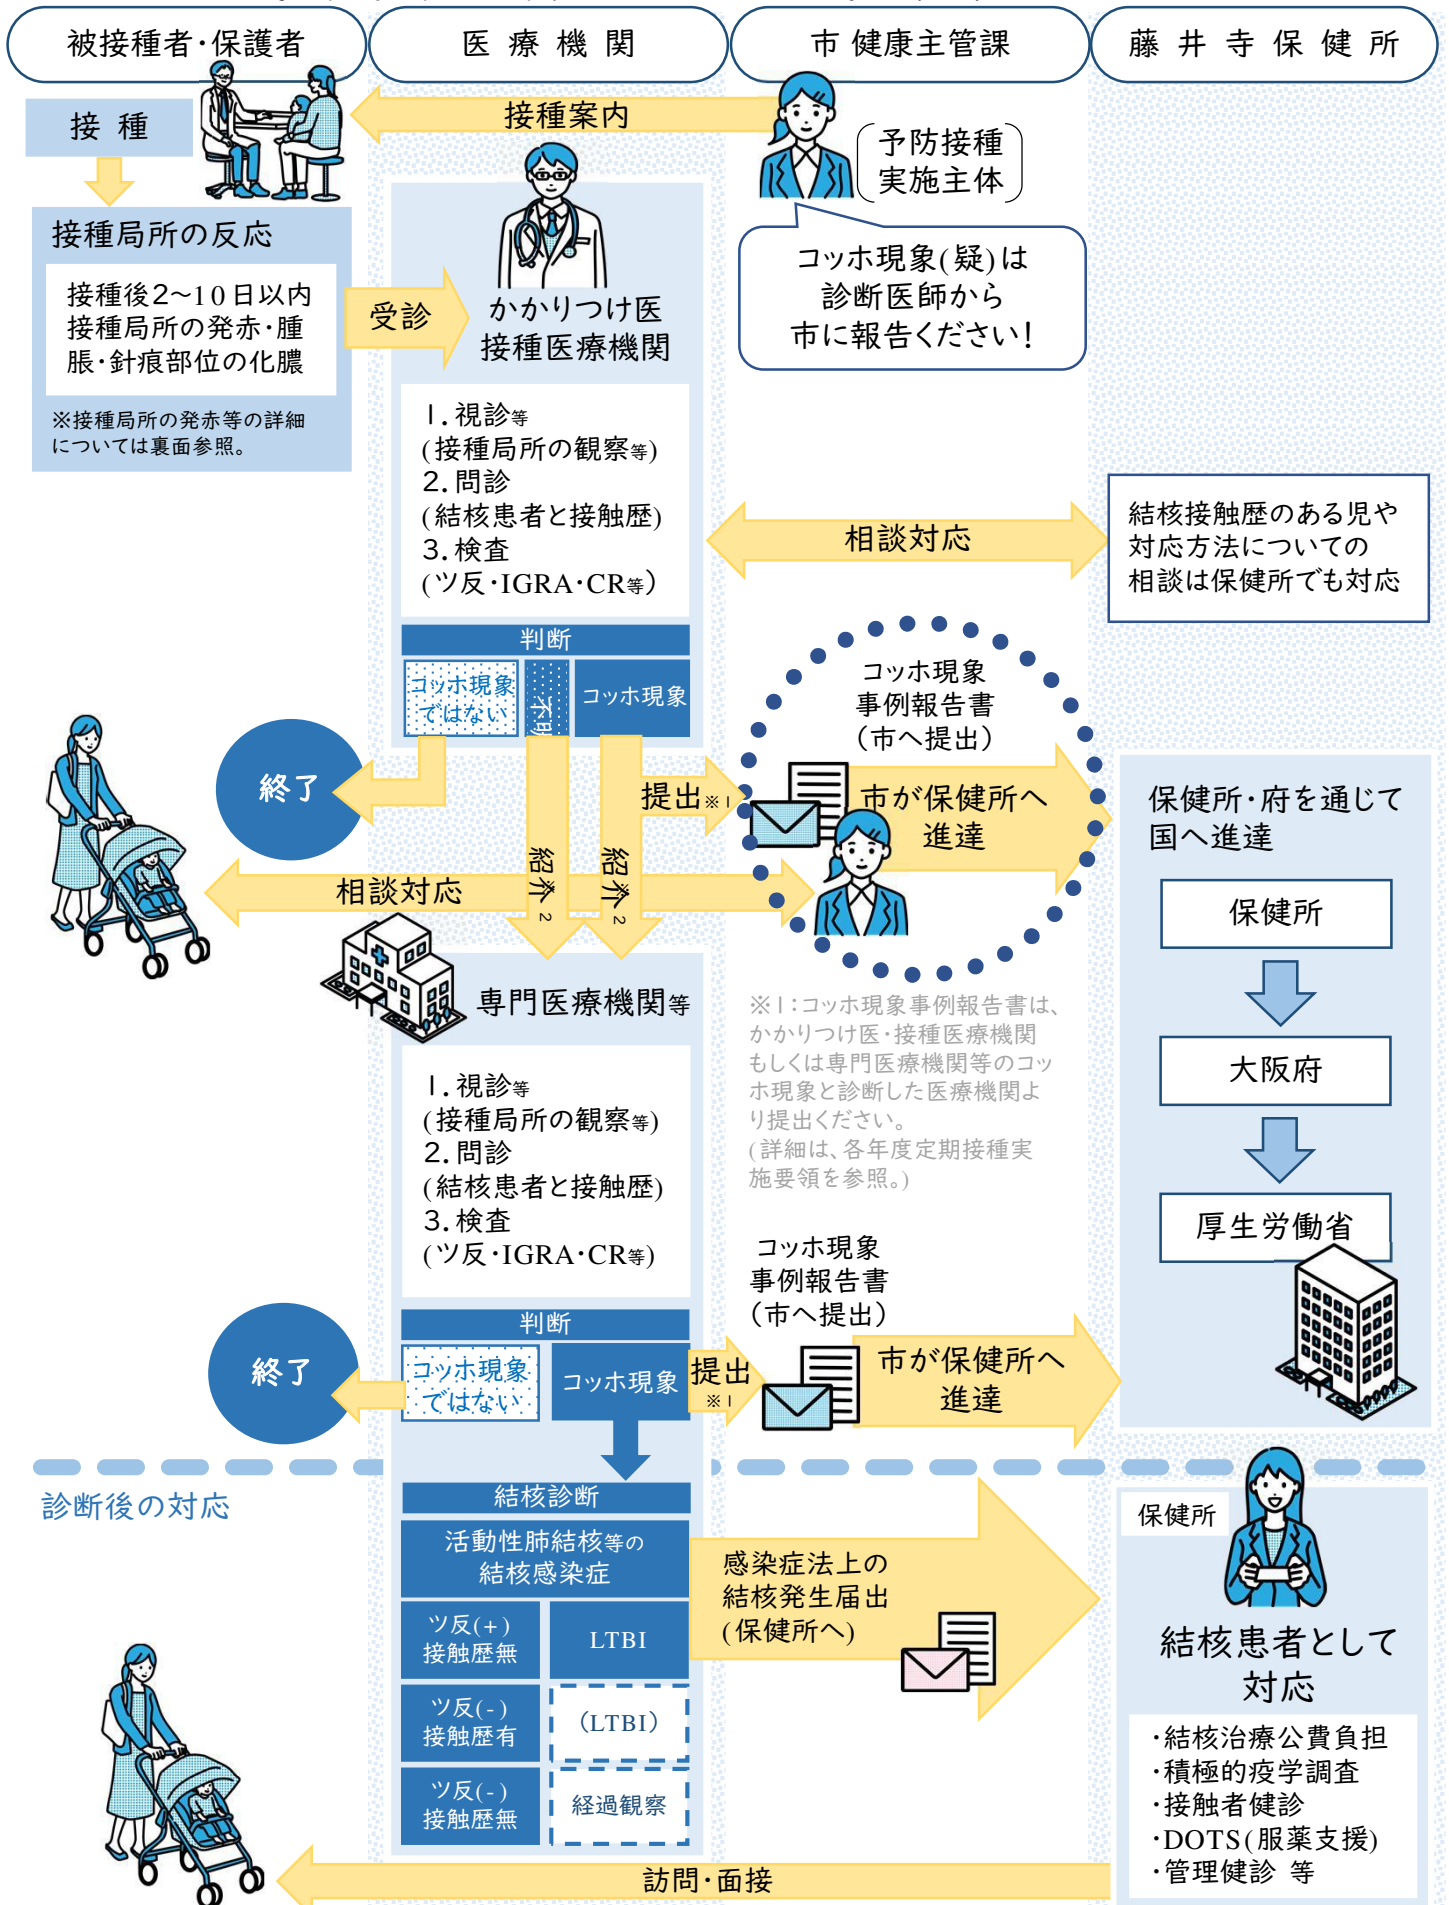 被接種者・保護者
医療機関
市 健康主管課
藤井寺保健所
接種案内
接種
予防接種
実施主体
接種局所の反応
接種後2~10日以内
接種局所の発赤・腫
脹・針痕部位の化膿
※接種局所の発赤等の詳細
については裏面参照。
受診
かかりつけ医
接種医療機関
コッホ現象(疑)は
診断医師から
市に報告ください!
1.視診等
(接種局所の観察等)
2.問診
(結核患者と接触歴)
3.検査
(ツ反・IGRA・CR等)
相談対応
結核接触歴のある児や
対応方法についての
相談は保健所でも対応
判断
コッホ現象
ではない
不明
コッホ現象
コッホ現象
事例報告書
(市へ提出)
終了
提出※1
市が保健所へ
進達
保健所・府を通じて
国へ進達
保健所
大阪府
厚生労働省
紹介
2
紹介
2
相談対応
専門医療機関等
※1:コッホ現象事例報告書は、
かかりつけ医・接種医療機関
もしくは専門医療機関等のコッ
ホ現象と診断した医療機関よ
り提出ください。
(詳細は、各年度定期接種実
施要領を参照。)
1.視診等
(接種局所の観察等)
2.問診
(結核患者と接触歴)
3.検査
(ツ反・IGRA・CR等)
コッホ現象
事例報告書
(市へ提出)
判断
終了
コッホ現象
ではない
コッホ現象
提出
※1
市が保健所へ
進達
診断後の対応
結核診断
活動性肺結核等の
結核感染症
ツ反(+)
接触歴無
LTBI
ツ反(-)
接触歴有
(LTBI)
ツ反(-)
接触歴無
経過観察
感染症法上の
結核発生届出
(保健所へ)
保健所
結核患者として
対応
・結核治療公費負担
・積極的疫学調査
・接触者健診
・DOTS(服薬支援)
・管理健診 等
訪問・面接